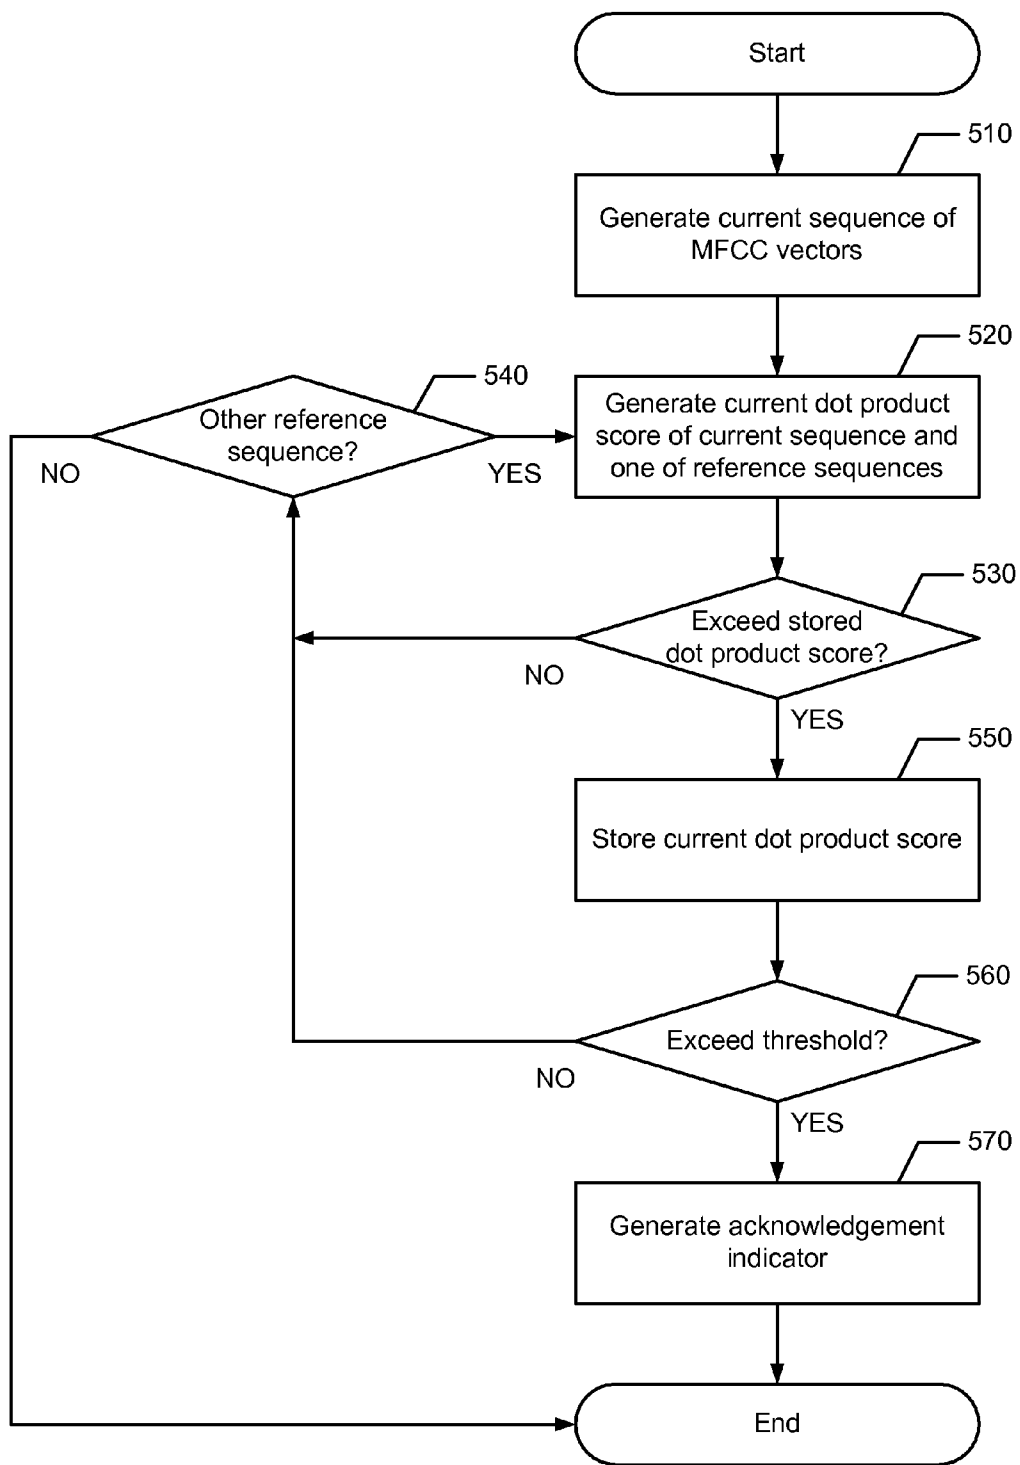 Start
510
Generate current sequence of
MFCC vectors
520
540
Other reference
sequence?
Generate current dot product
score of current sequence and
one of reference sequences
NO
YES
530
Exceed stored
dot product score?
NO
YES
550
Store current dot product score
560
Exceed threshold?
NO
YES
570
Generate acknowledgement
indicator
End